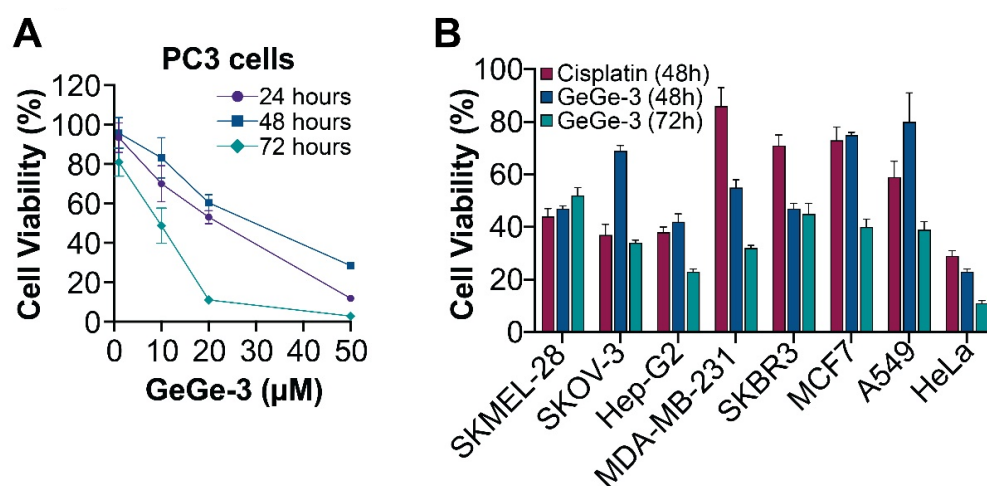 A
PC3 cells
Cell Viability (%)
120
100
80
60
40
20
0
24 hours
48 hours
72 hours
0 10 20 30 40 50
GeGe-3 (µM)
B
Cell Viability (%)
100
80
60
40
20
0
Cisplatin (48h)
GeGe-3 (48h)
GeGe-3 (72h)
SKMEL-28
SKOV-3
Hep-G2
MDA-MB-231
SKBR3
MCF7
A549
HeLa